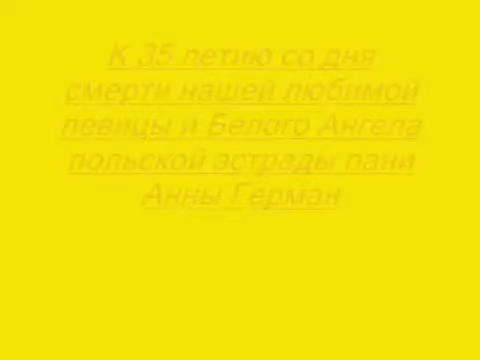 К 35 летию со дня
смерти нашей любимой
певицы и Белого Ангела
польской эстрады пани
Анны Герман